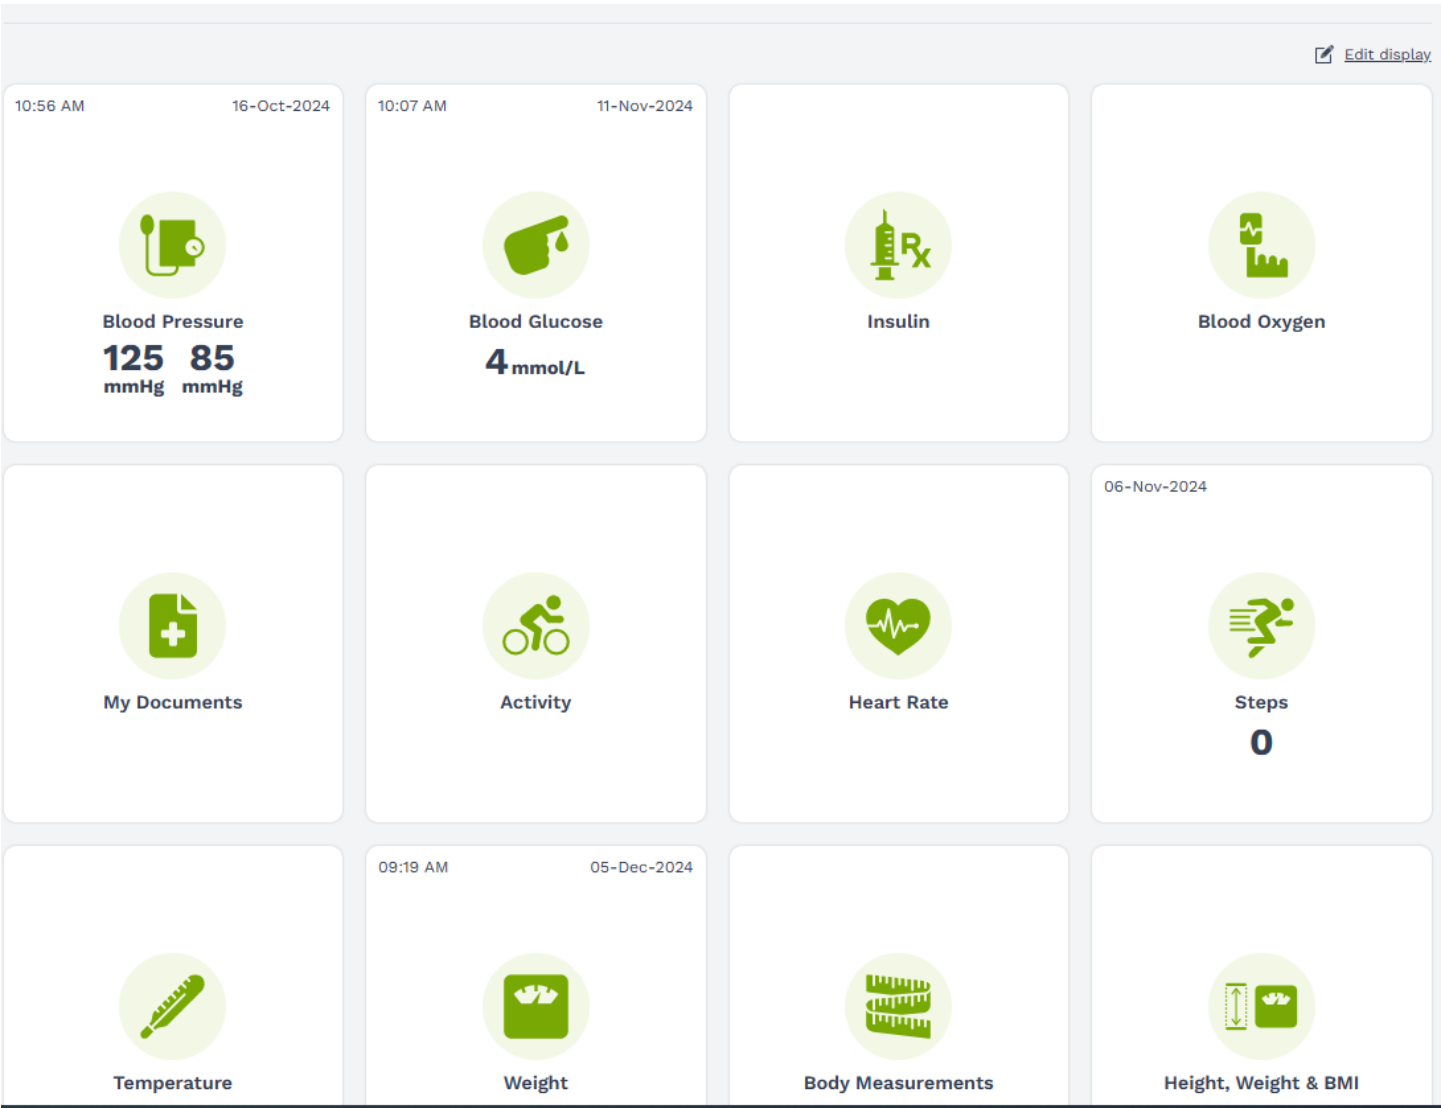 Edit display
10:56 AM 16-Oct-2024
Blood Pressure
125 85
mmHg mmHg
10:07 AM 11-Nov-2024
Blood Glucose
4 mmol/L
Rx
Insulin
Blood Oxygen
My Documents
Activity
Heart Rate
06-Nov-2024
Steps
0
Temperature
09:19 AM 05-Dec-2024
Weight
Body Measurements
Height, Weight & BMI